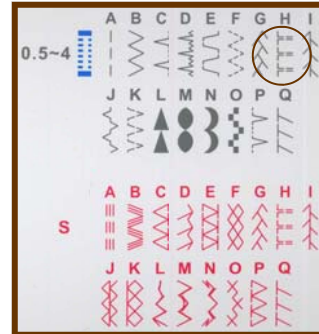 A B C D E F G H I
0.5~4
J K L M N O P Q
A B C D E F G H I
S
J K L M N O P Q